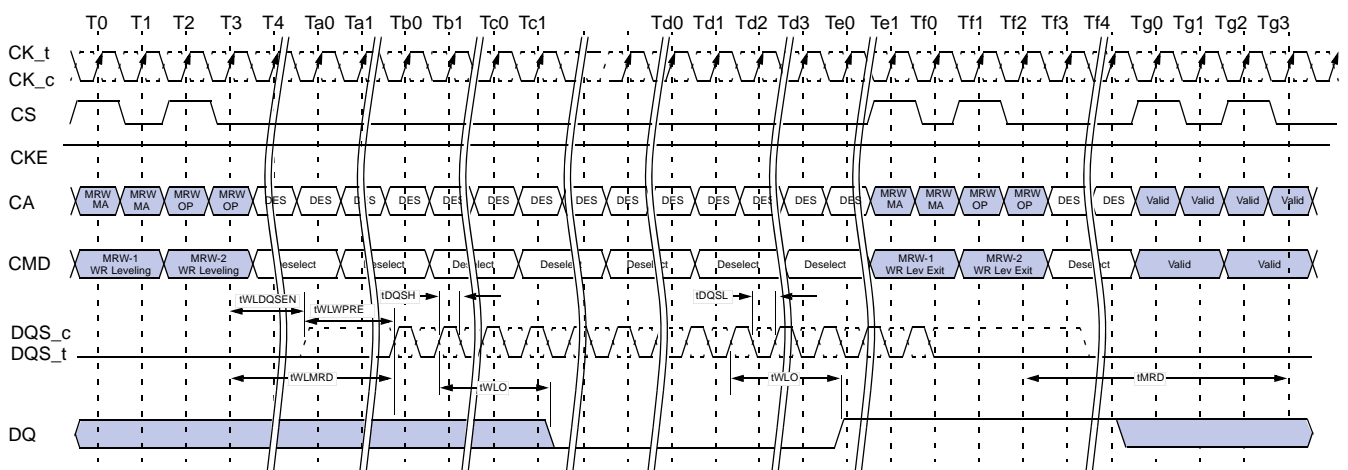 T0 T1 T2 T3 T4 Ta0 Ta1 Tb0 Tb1 Tc0 Tc1 Td0 Td1 Td2 Td3 Te0 Te1 Tf0 Tf1 Tf2 Tf3 Tf4 Tg0 Tg1 Tg2 Tg3
CK_t
CK_c
CS
CKE
CA
MRW MA
MRW MA
MRW OP
MRW OP
DES DES DES DES DES DES DES DES DES DES DES DES DES DES
MRW MA
MRW MA
MRW OP
MRW OP
DES DES Valid Valid Valid Valid
CMD
MRW-1
WR Leveling
MRW-2
WR Leveling
Deselect Deselect Deselect Deselect Deselect Deselect Deselect
MRW-1
WR Lev Exit
MRW-2
WR Lev Exit
Deselect Valid Valid
tWLDQSEN
tWLWPRE
tDQSH
tDQSL
DQS_c
DQS_t
tWLMRD
tWLO
tWLO
tMRD
DQ